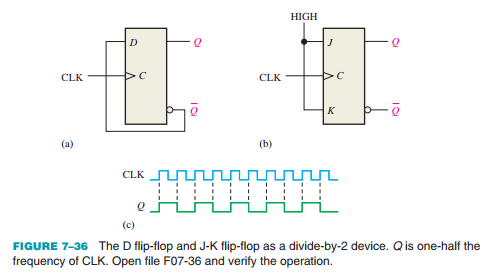 HIGH
D Q J Q
CLK C CLK C
Q̅ K Q̅
(a) (b)
CLK
Q
(c)
FIGURE 7–36 The D flip-flop and J-K flip-flop as a divide-by-2 device. Q is one-half the
frequency of CLK. Open file F07-36 and verify the operation.